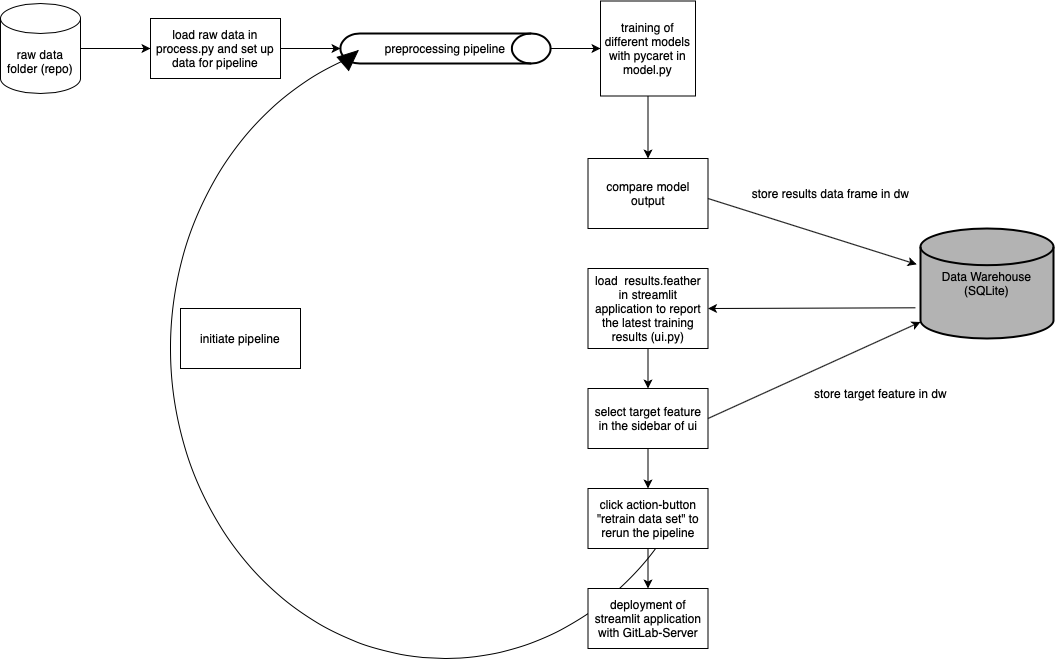 raw data
folder (repo)
load raw data in
process.py and set up
data for pipeline
preprocessing pipeline
training of
different models
with pycaret in
model.py
compare model
output
store results data frame in dw
Data Warehouse
(SQLite)
load results.feather
in streamlit
application to report
the latest training
results (ui.py)
initiate pipeline
select target feature
in the sidebar of ui
store target feature in dw
click action-button
"retrain data set" to
rerun the pipeline
deployment of
streamlit application
with GitLab-Server